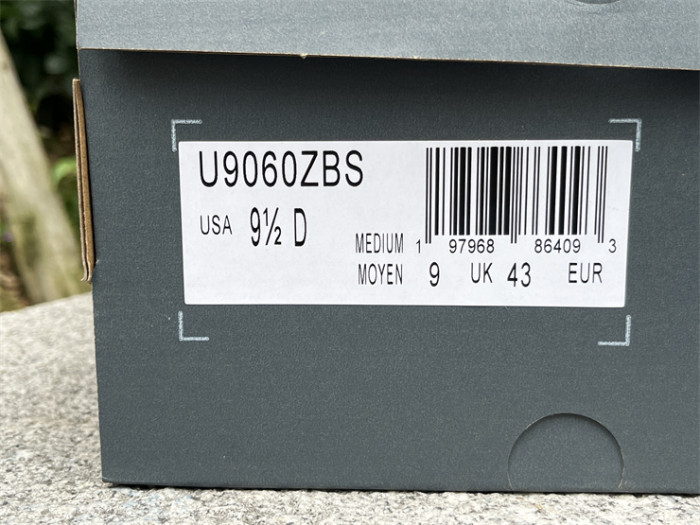 U9060ZBS
USA 9½ D
MEDIUM 1 97968 86409 3
MOYEN 9 UK 43 EUR